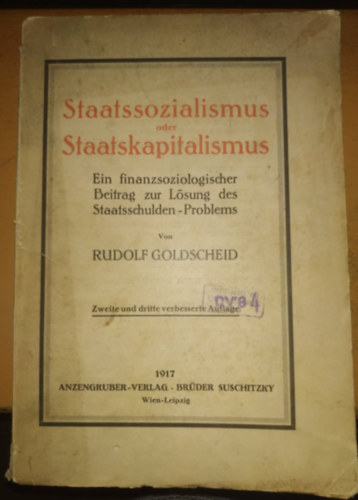 Staatssozialismus
oder
Staatskapitalismus
Ein finanzsoziologischer
Beitrag zur Lösung des
Staatsschulden-Problems
Von
RUDOLF GOLDSCHEID
Zweite und dritte verbesserte Auflage
1917
ANZENGRUBER-VERLAG - BRÜDER SUSCHITZKY
Wien-Leipzig